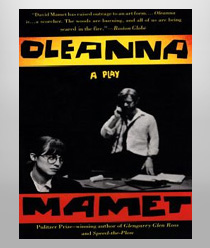 "David Mamet has raised outrage to an art form.... Oleanna
is...a scorcher. The woods are burning, and all of us are being
seared in the fire." —Boston Globe
OLEANNA
A PLAY
MAMET
Pulitzer Prize–winning author of Glengarry Glen Ross
and Speed-the-Plow